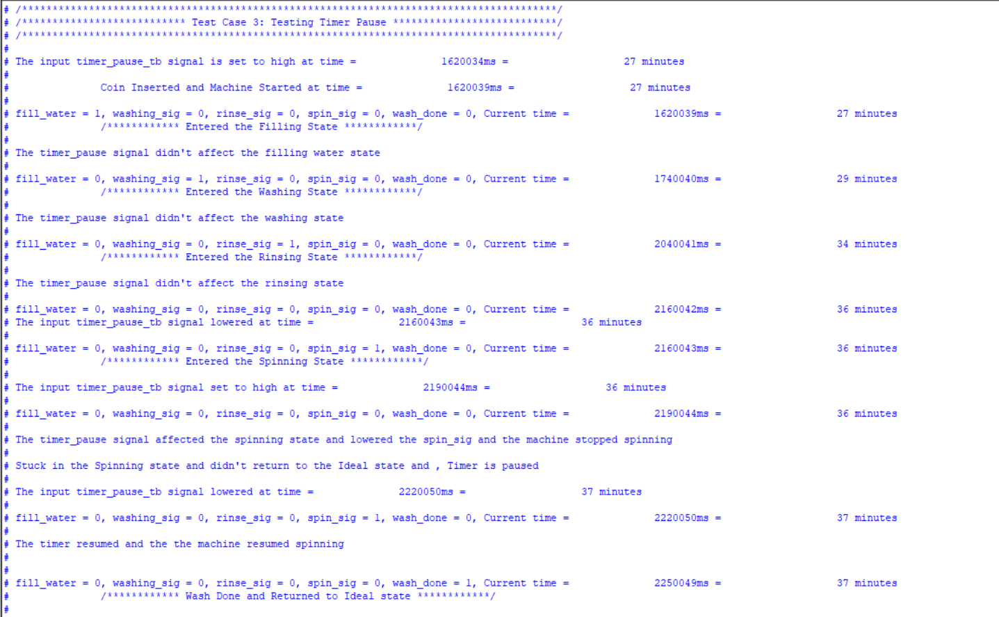 # /****************************************************************************************/
# /*************************** Test Case 3: Testing Timer Pause ***************************/
# /****************************************************************************************/
#
# The input timer_pause_tb signal is set to high at time =              1620034ms =                   27 minutes
#
#               Coin Inserted and Machine Started at time =              1620039ms =                   27 minutes
#
# fill_water = 1, washing_sig = 0, rinse_sig = 0, spin_sig = 0, wash_done = 0, Current time =              1620039ms =                   27 minutes
#               /************ Entered the Filling State ************/
#
# The timer_pause signal didn't affect the filling water state
#
# fill_water = 0, washing_sig = 1, rinse_sig = 0, spin_sig = 0, wash_done = 0, Current time =              1740040ms =                   29 minutes
#               /************ Entered the Washing State ************/
#
# The timer_pause signal didn't affect the washing state
#
# fill_water = 0, washing_sig = 0, rinse_sig = 1, spin_sig = 0, wash_done = 0, Current time =              2040041ms =                   34 minutes
#               /************ Entered the Rinsing State ************/
#
# The timer_pause signal didn't affect the rinsing state
#
# fill_water = 0, washing_sig = 0, rinse_sig = 0, spin_sig = 0, wash_done = 0, Current time =              2160042ms =                   36 minutes
# The input timer_pause_tb signal lowered at time =              2160043ms =                   36 minutes
#
# fill_water = 0, washing_sig = 0, rinse_sig = 0, spin_sig = 1, wash_done = 0, Current time =              2160043ms =                   36 minutes
#               /************ Entered the Spinning State ************/
#
# The input timer_pause_tb signal set to high at time =              2190044ms =                   36 minutes
#
# fill_water = 0, washing_sig = 0, rinse_sig = 0, spin_sig = 0, wash_done = 0, Current time =              2190044ms =                   36 minutes
#
# The timer_pause signal affected the spinning state and lowered the spin_sig and the machine stopped spinning
#
# Stuck in the Spinning state and didn't return to the Ideal state and , Timer is paused
#
# The input timer_pause_tb signal lowered at time =              2220050ms =                   37 minutes
#
# fill_water = 0, washing_sig = 0, rinse_sig = 0, spin_sig = 1, wash_done = 0, Current time =              2220050ms =                   37 minutes
#
# The timer resumed and the the machine resumed spinning
#
#
# fill_water = 0, washing_sig = 0, rinse_sig = 0, spin_sig = 0, wash_done = 1, Current time =              2250049ms =                   37 minutes
#               /************ Wash Done and Returned to Ideal state ************/
#